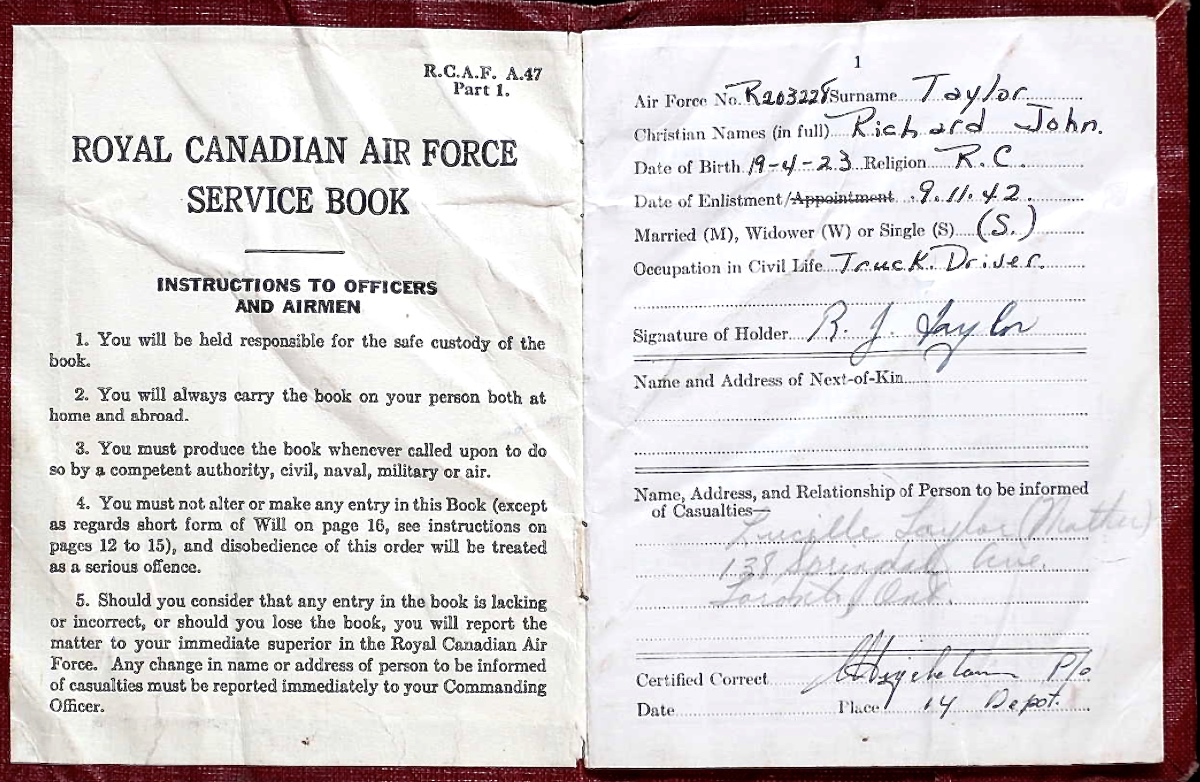 R.C.A.F. A.47
Part 1.
ROYAL CANADIAN AIR FORCE
SERVICE BOOK
INSTRUCTIONS TO OFFICERS
AND AIRMEN
1. You will be held responsible for the safe custody of the
book.
2. You will always carry the book on your person both at
home and abroad.
3. You must produce the book whenever called upon to do
so by a competent authority, civil, naval, military or air.
4. You must not alter or make any entry in this Book (except
as regards short form of Will on page 16, see instructions on
pages 12 to 15), and disobedience of this order will be treated
as a serious offence.
5. Should you consider that any entry in the book is lacking
or incorrect, or should you lose the book, you will report the
matter to your immediate superior in the Royal Canadian Air
Force. Any change in name or address of person to be informed
of casualties must be reported immediately to your Commanding
Officer.
1
Air Force No. Surname Taylor
Christian Names (in full) Richard John.
Date of Birth 19-4-23 Religion R.C.
Date of Enlistment/Appointment 9.11.42.
Married (M), Widower (W) or Single (S) (S.)
Occupation in Civil Life Truck Driver.
Signature of Holder R. J. Taylor
Name and Address of Next-of-Kin
Name, Address, and Relationship of Person to be informed
of Casualties—
Taylor (Mother)
138 Ave.
Toronto, Ont.
Certified Correct P/o
Date Place 14 Depot.